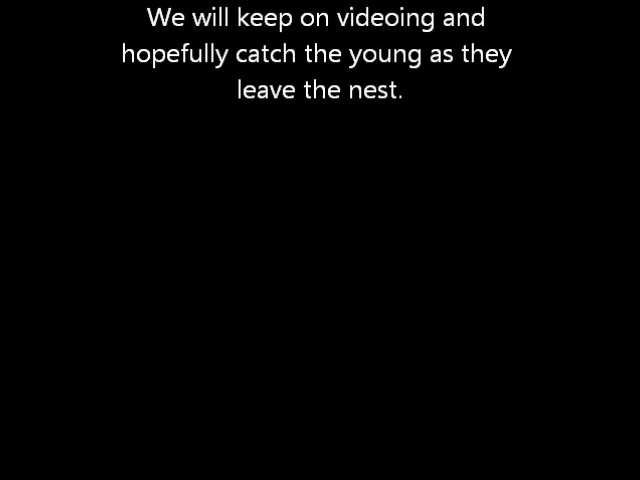 We will keep on videoing and
hopefully catch the young as they
leave the nest.